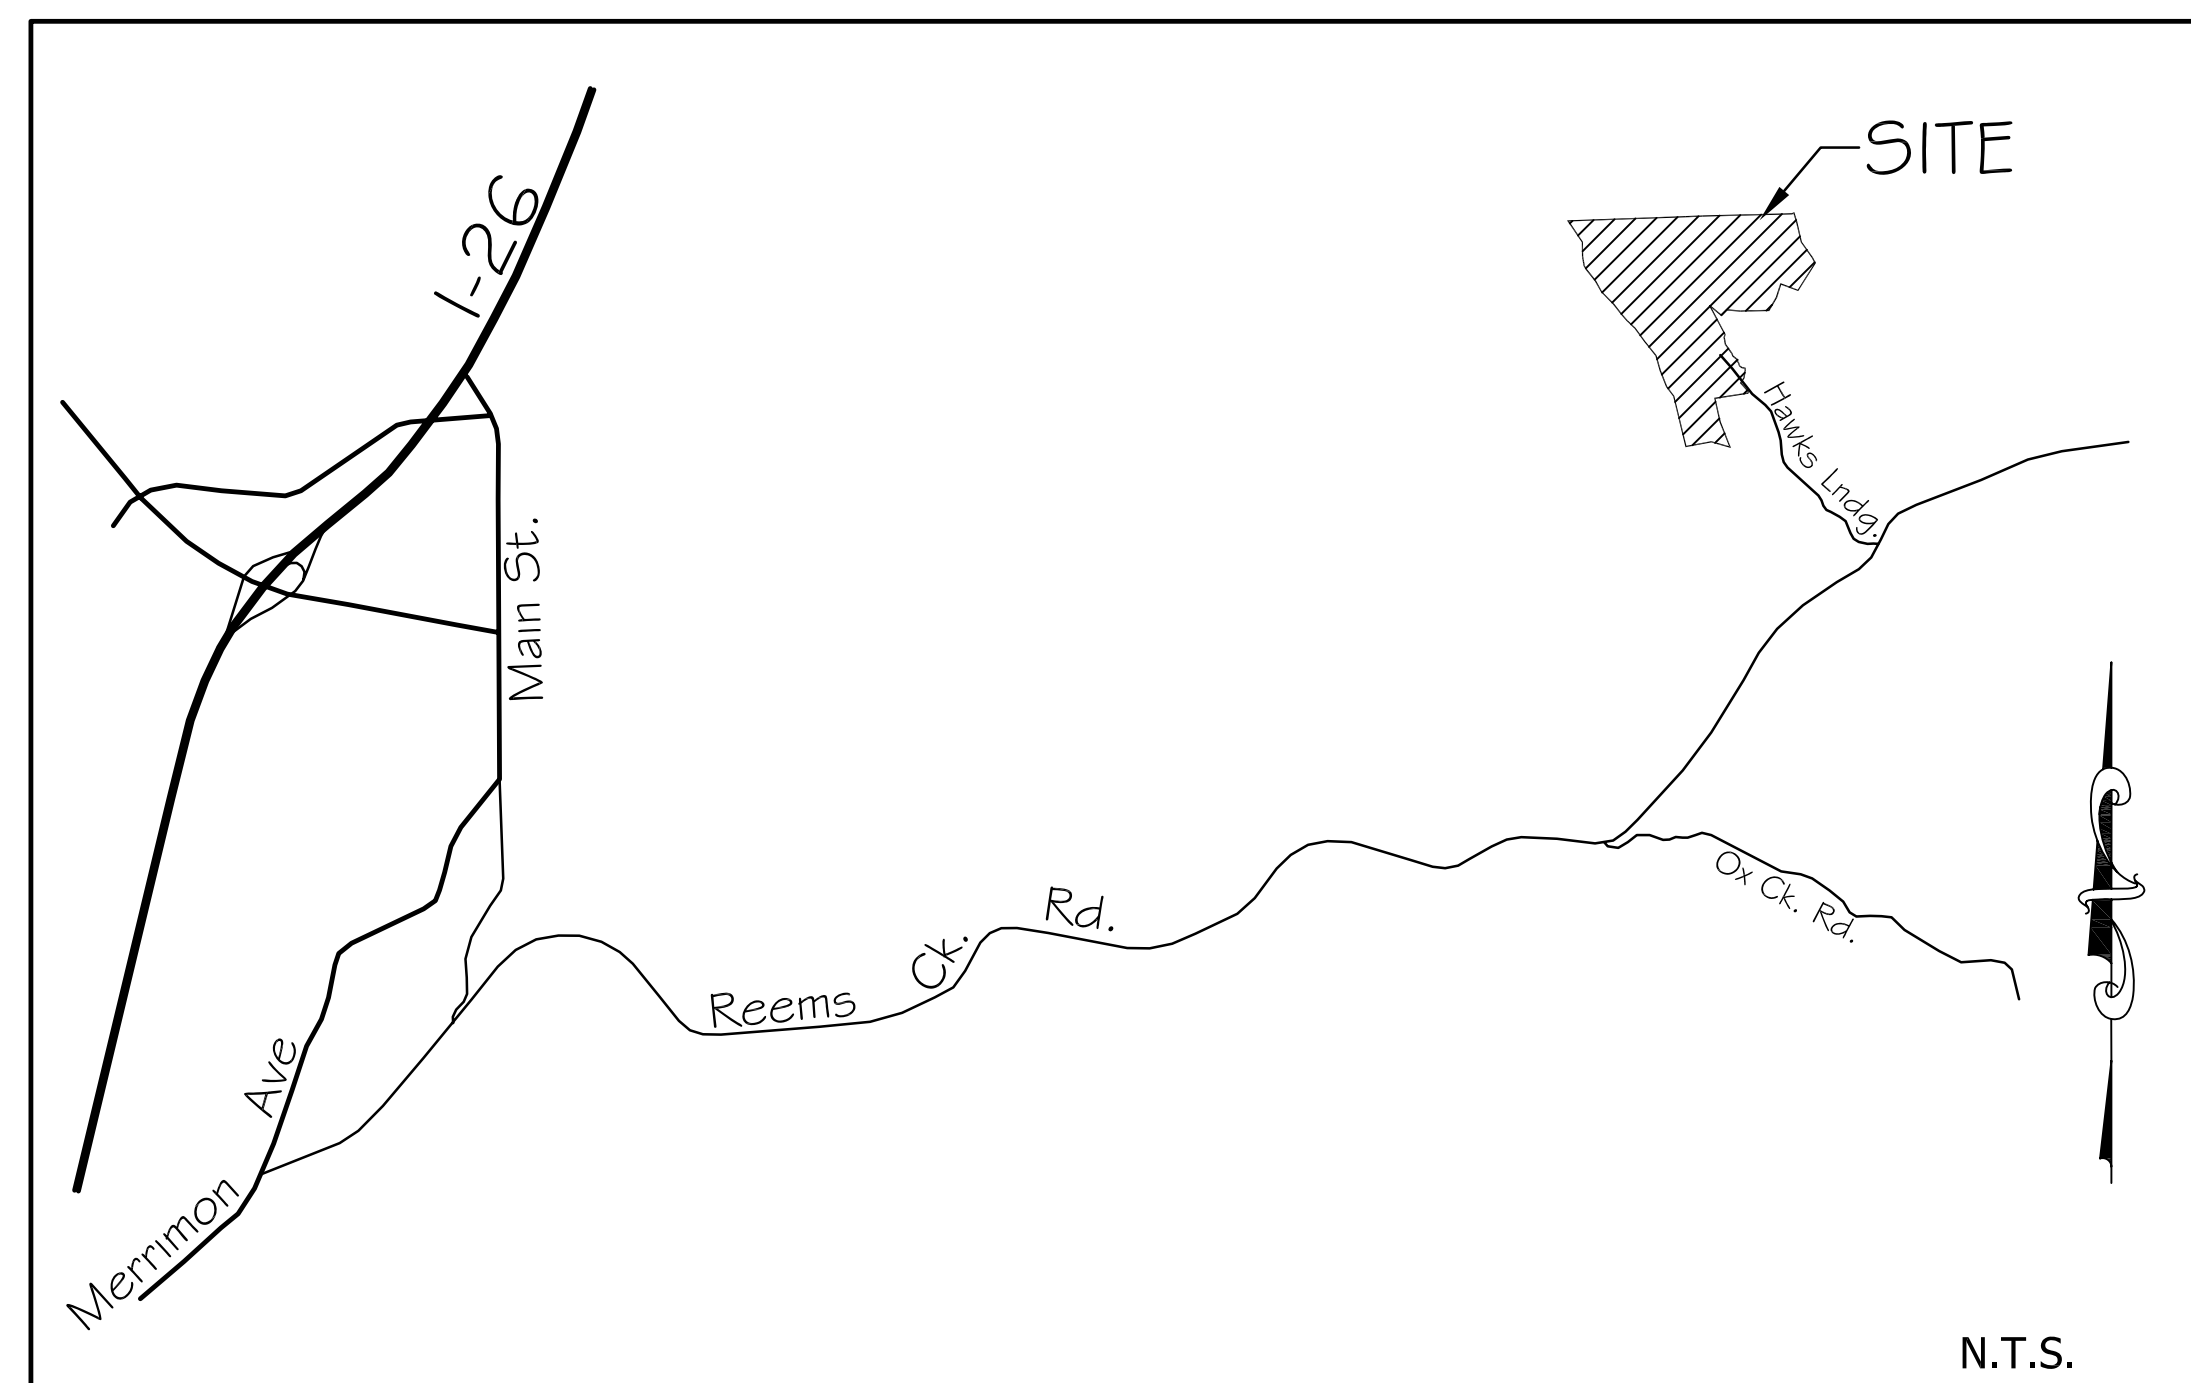 SITE
I-26
Hawks Lndg.
Main St.
Ox Ck. Rd.
Reems Ck. Rd.
Merrimon Ave
N.T.S.